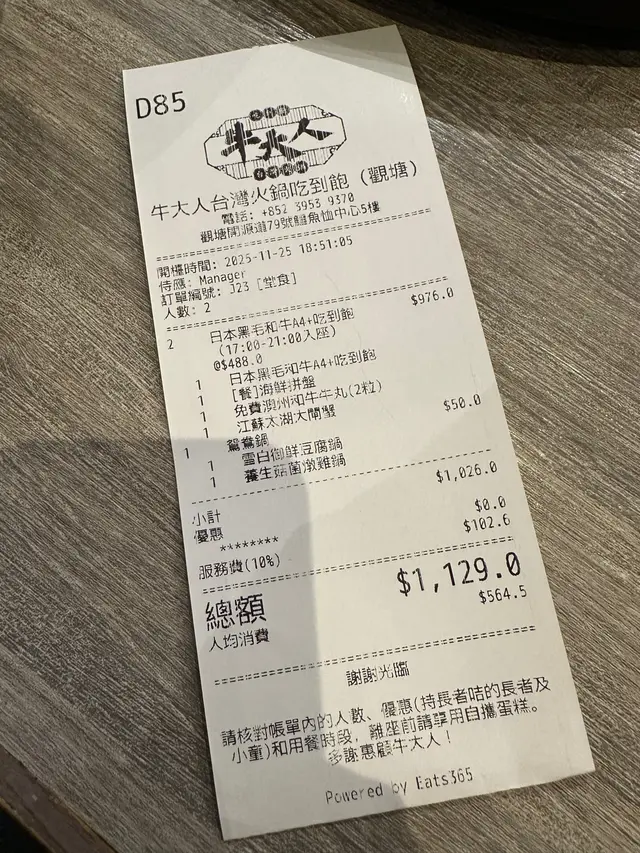 D85
牛大人
台灣火鍋
牛大人台灣火鍋吃到飽 (觀塘)
電話: +852 3953 9370
觀塘開源道79號鱷魚恤中心5樓
開檯時間: 2025-11-25 18:51:05
侍應: Manager
訂單編號: J23 [堂食]
人數: 2
2 日本黑毛和牛A4+吃到飽 $976.0
(17:00-21:00入座)
@$488.0
1 日本黑毛和牛A4+吃到飽
1 [餐]海鮮拼盤
1 免費澳州和牛牛丸(2粒)
1 江蘇太湖大閘蟹
1 鴛鴦鍋 $50.0
1 雪白御鮮豆腐鍋
1 養生菇菌燉雞鍋
小計 $1,026.0
優惠 $0.0
********
服務費(10%) $102.6
總額 $1,129.0
人均消費 $564.5
謝謝光臨
請核對帳單內的人數、優惠(持長者咭的長者及
小童)和用餐時段, 離座前請享用自攜蛋糕。
多謝惠顧牛大人!
Powered by Eats365